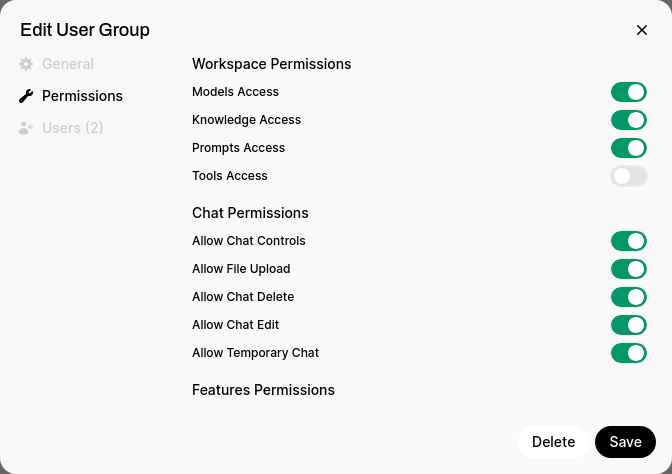 Edit User Group
General
Permissions
Users (2)
Workspace Permissions
Models Access
Knowledge Access
Prompts Access
Tools Access
Chat Permissions
Allow Chat Controls
Allow File Upload
Allow Chat Delete
Allow Chat Edit
Allow Temporary Chat
Features Permissions
Delete
Save